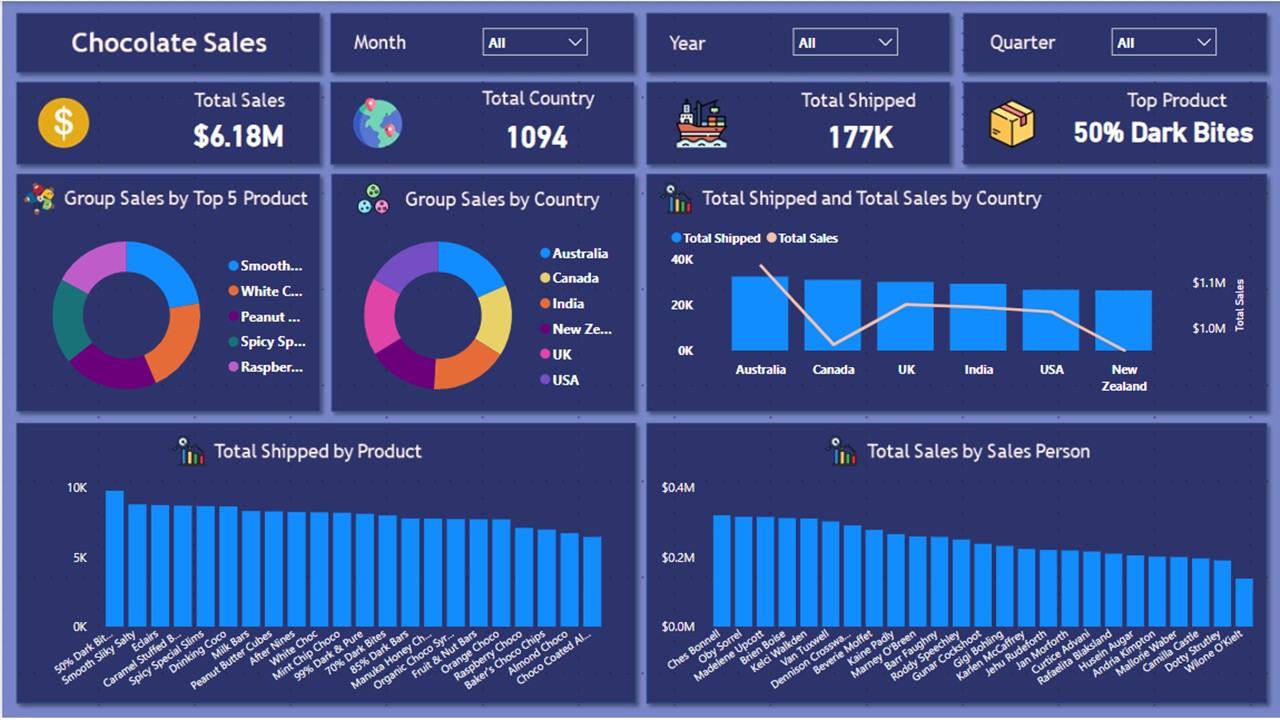 Chocolate Sales
Month
All
Year
All
Quarter
All
Total Sales
$6.18M
Total Country
1094
Total Shipped
177K
Top Product
50% Dark Bites
Group Sales by Top 5 Product
Smooth...
White C...
Peanut ...
Spicy Sp...
Raspber...
Group Sales by Country
Australia
Canada
India
New Ze...
UK
USA
Total Shipped and Total Sales by Country
Total Shipped Total Sales
40K
20K
0K
$1.1M
$1.0M
Total Sales
Australia
Canada
UK
India
USA
New
Zealand
Total Shipped by Product
10K
5K
0K
50% Dark Bit...
Smooth Silky Salty
Eclairs
Caramel Stuffed B...
Spicy Special Slims
Drinking Coco
Milk Bars
Peanut Butter Cubes
After Nines
White Choc
Mint Chip Choco
99% Dark & Pure
70% Dark Bites
85% Dark Bars
Manuka Honey Ch...
Organic Choco Syr...
Fruit & Nut Bars
Orange Choco
Raspberry Choco
Baker's Choco Chips
Almond Choco
Choco Coated Al...
Total Sales by Sales Person
$0.4M
$0.2M
$0.0M
Ches Bonnell
Oby Sorrel
Madelene Upcott
Brien Boise
Kelci Walkden
Van Tuxwell
Dennison Crosswa...
Beverie Moffet
Kaine Padly
Marney O'Breen
Barr Faughny
Roddy Speechley
Gunar Cockshoot
Gigi Bohling
Karlen McCaffrey
Jehu Rudeforth
Jan Morforth
Curtice Advani
Rafaelita Blaksland
Husein Augar
Andria Kimpton
Mallorie Waber
Camilla Castle
Dotty Strutley
Wilone O'Kielt